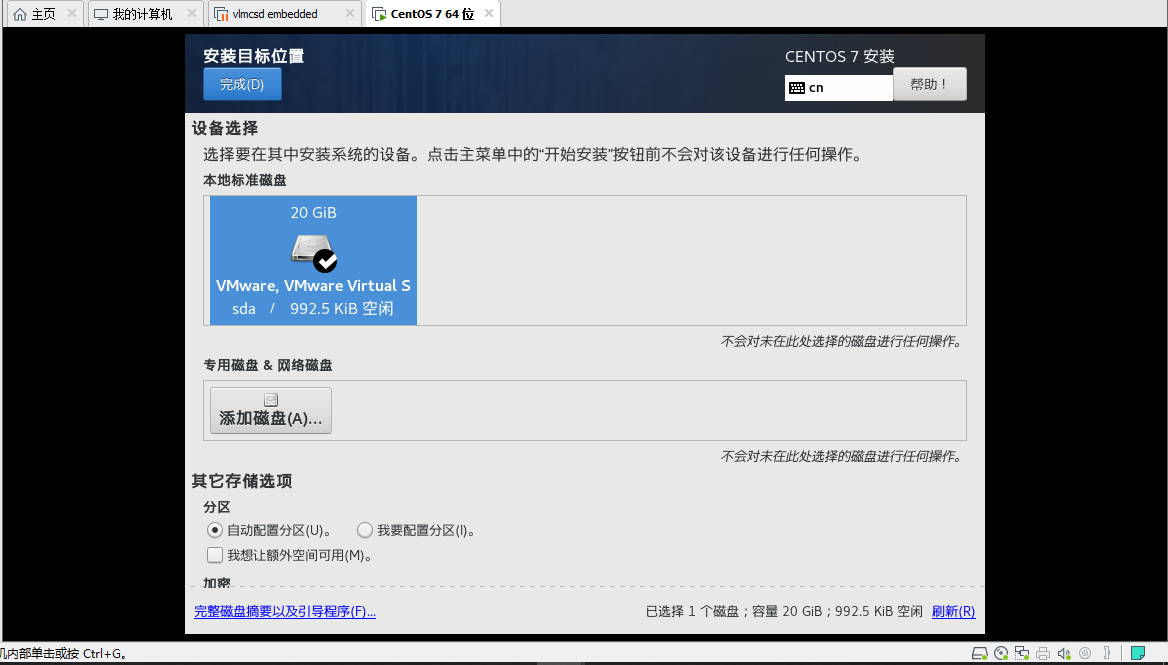 主页 我的计算机 vlmcsd embedded CentOS 7 64 位
安装目标位置
CENTOS 7 安装
完成(D)
cn
帮助！
设备选择
选择要在其中安装系统的设备。点击主菜单中的“开始安装”按钮前不会对该设备进行任何操作。
本地标准磁盘
20 GiB
VMware, VMware Virtual S
sda / 992.5 KiB 空闲
不会对未在此处选择的磁盘进行任何操作。
专用磁盘 & 网络磁盘
添加磁盘(A)...
不会对未在此处选择的磁盘进行任何操作。
其它存储选项
分区
自动配置分区(U)。 我要配置分区(I)。
我想让额外空间可用(M)。
加密
完整磁盘摘要以及引导程序(F)...
已选择 1 个磁盘；容量 20 GiB；992.5 KiB 空闲 刷新(R)
机内部单击或按 Ctrl+G。